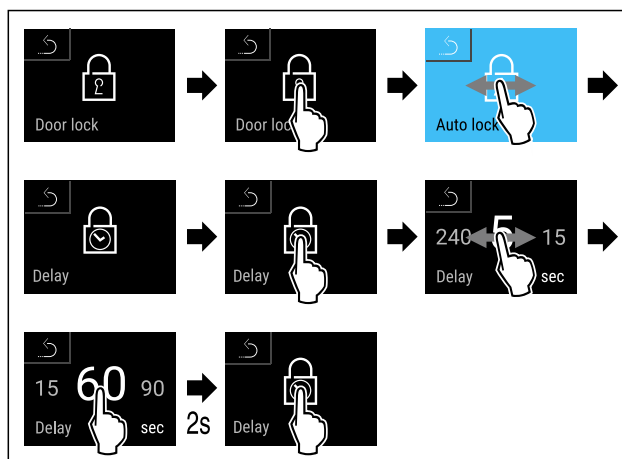 Door lock
Door loc
Auto lock
Delay
Delay
240 5 15
Delay sec
15 60 90
Delay sec
2s
Delay